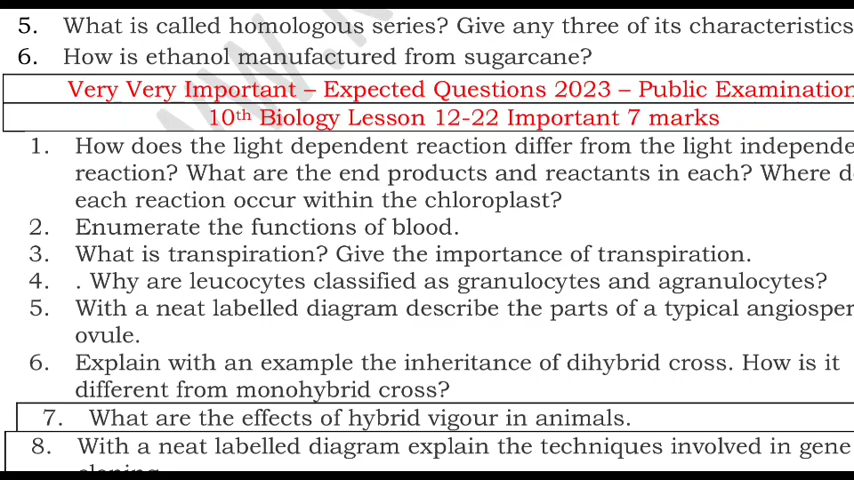 5. What is called homologous series? Give any three of its characteristics
6. How is ethanol manufactured from sugarcane?
Very Very Important – Expected Questions 2023 – Public Examination
10th Biology Lesson 12-22 Important 7 marks
1. How does the light dependent reaction differ from the light independe
reaction? What are the end products and reactants in each? Where d
each reaction occur within the chloroplast?
2. Enumerate the functions of blood.
3. What is transpiration? Give the importance of transpiration.
4. . Why are leucocytes classified as granulocytes and agranulocytes?
5. With a neat labelled diagram describe the parts of a typical angiosper
ovule.
6. Explain with an example the inheritance of dihybrid cross. How is it
different from monohybrid cross?
7. What are the effects of hybrid vigour in animals.
8. With a neat labelled diagram explain the techniques involved in gene
cloning